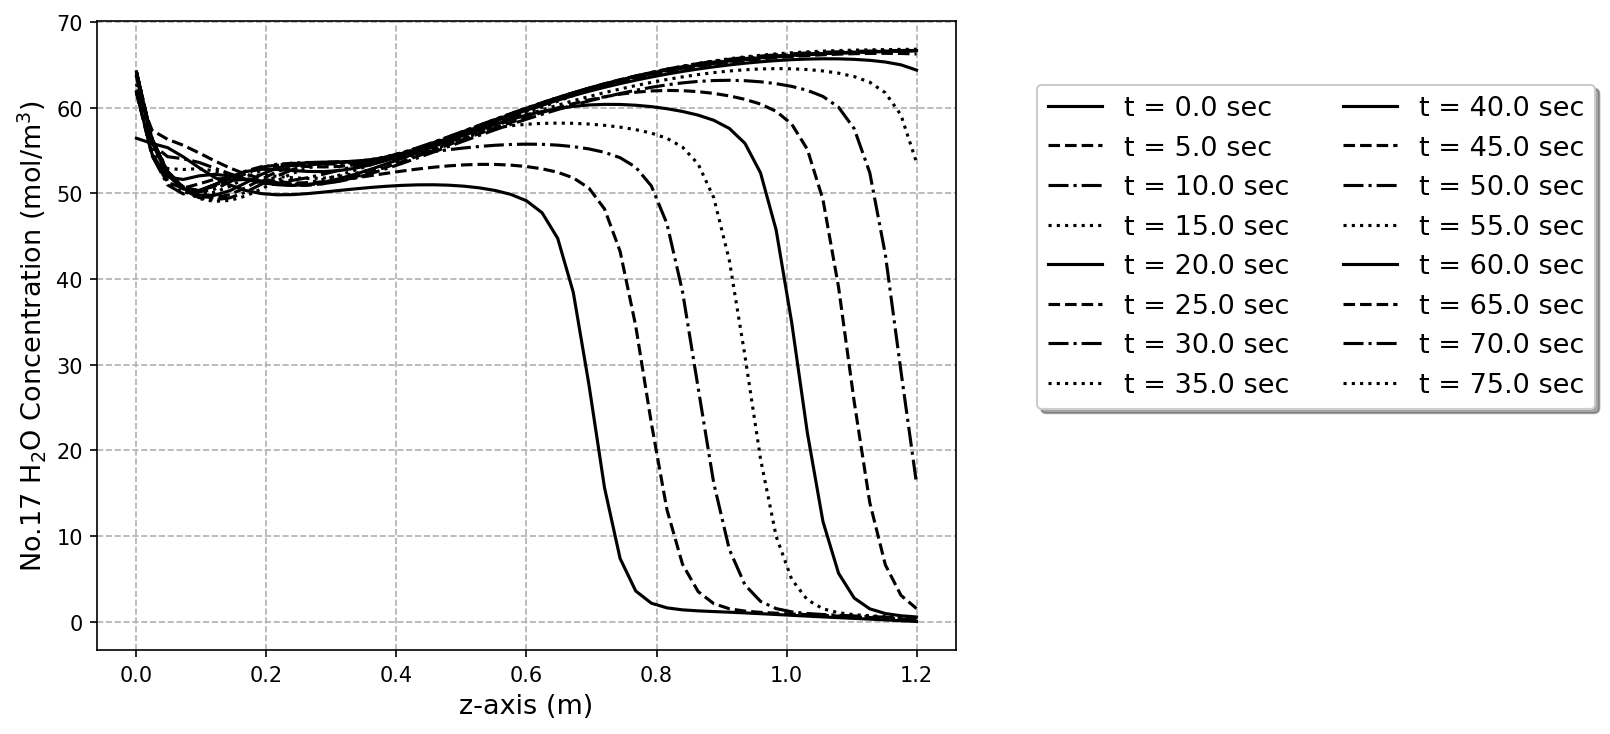 70
60
50
40
30
20
10
0
No.17 H₂O Concentration (mol/m³)
0.0 0.2 0.4 0.6 0.8 1.0 1.2
z-axis (m)
t = 0.0 sec
t = 5.0 sec
t = 10.0 sec
t = 15.0 sec
t = 20.0 sec
t = 25.0 sec
t = 30.0 sec
t = 35.0 sec
t = 40.0 sec
t = 45.0 sec
t = 50.0 sec
t = 55.0 sec
t = 60.0 sec
t = 65.0 sec
t = 70.0 sec
t = 75.0 sec